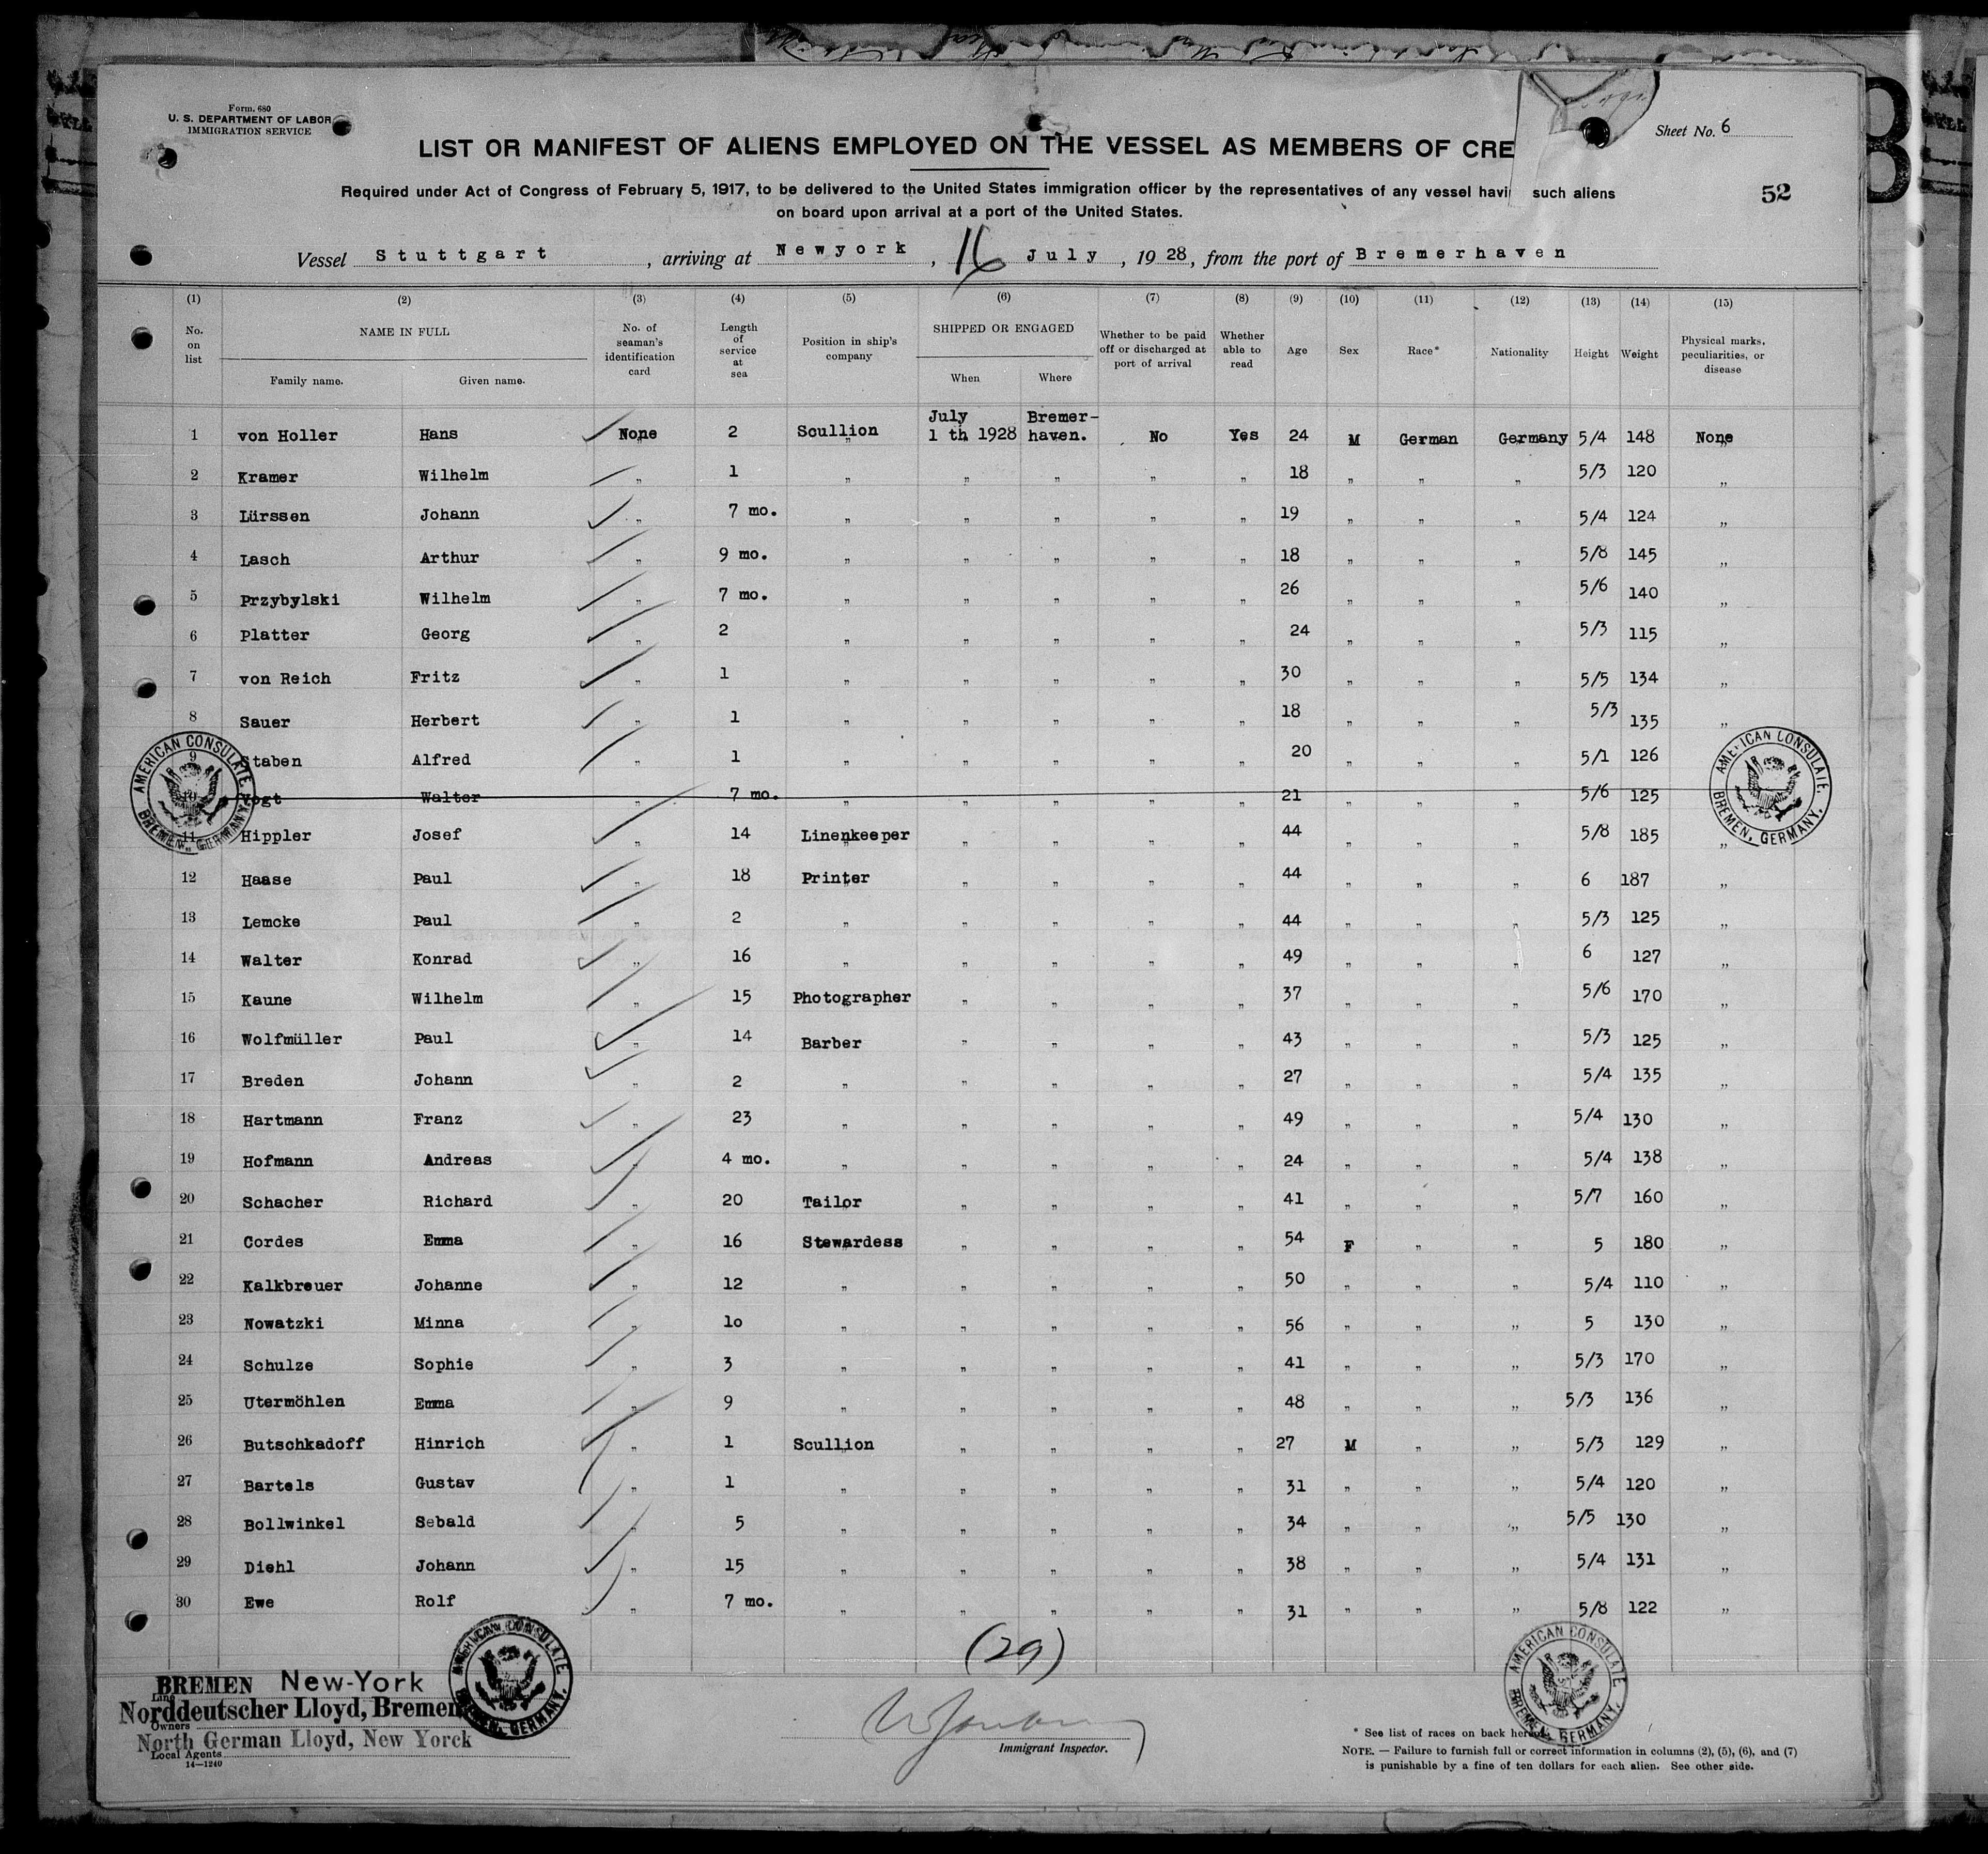 Form. 680
U. S. DEPARTMENT OF LABOR
IMMIGRATION SERVICE
Sheet No. 6
LIST OR MANIFEST OF ALIENS EMPLOYED ON THE VESSEL AS MEMBERS OF CRE
Required under Act of Congress of February 5, 1917, to be delivered to the United States immigration officer by the representatives of any vessel havi such aliens
on board upon arrival at a port of the United States.
52
Vessel Stuttgart, arriving at Newyork, 16 July, 1928, from the port of Bremerhaven
(1) (2) (3) (4) (5) (6) (7) (8) (9) (10) (11) (12) (13) (14) (15)
No. on list NAME IN FULL Family name. Given name. No. of seaman's identification card Length of service at sea Position in ship's company SHIPPED OR ENGAGED When Where Whether to be paid off or discharged at port of arrival Whether able to read Age Sex Race* Nationality Height Weight Physical marks, peculiarities, or disease
1 von Holler Hans None 2 Scullion July 1 th 1928 Bremer-haven. No Yes 24 M German Germany 5/4 148 None
2 Kramer Wilhelm " 1 " " " " " 18 " " " 5/3 120 "
3 Lürssen Johann " 7 mo. " " " " " 19 " " " 5/4 124 "
4 Lasch Arthur " 9 mo. " " " " " 18 " " " 5/8 145 "
5 Przybylski Wilhelm " 7 mo. " " " " " 26 " " " 5/6 140 "
6 Platter Georg " 2 " " " " " 24 " " " 5/3 115 "
7 von Reich Fritz " 1 " " " " " 30 " " " 5/5 134 "
8 Sauer Herbert " 1 " " " " " 18 " " " 5/3 135 "
9 Staben Alfred " 1 " " " " " 20 " " " 5/1 126 "
10 Vogt Walter " 7 mo. " " " " " 21 " " " 5/6 125
11 Hippler Josef " 14 Linenkeeper " " " " 44 " " " 5/8 185 "
12 Haase Paul " 18 Printer " " " " 44 " " " 6 187 "
13 Lemcke Paul " 2 " " " " " 44 " " " 5/3 125 "
14 Walter Konrad " 16 " " " " " 49 " " " 6 127 "
15 Kaune Wilhelm " 15 Photographer " " " " 37 " " " 5/6 170 "
16 Wolfmüller Paul " 14 Barber " " " " 43 " " " 5/3 125 "
17 Breden Johann " 2 " " " " " 27 " " " 5/4 135 "
18 Hartmann Franz " 23 " " " " " 49 " " " 5/4 130 "
19 Hofmann Andreas " 4 mo. " " " " " 24 " " " 5/4 138 "
20 Schacher Richard " 20 Tailor " " " " 41 " " " 5/7 160 "
21 Cordes Emma " 16 Stewardess " " " " 54 F " " 5 180 "
22 Kalkbreuer Johanne " 12 " " " " " 50 " " " 5/4 110 "
23 Nowatzki Minna " 1o " " " " " 56 " " " 5 130 "
24 Schulze Sophie " 3 " " " " " 41 " " " 5/3 170 "
25 Utermöhlen Emma " 9 " " " " " 48 " " " 5/3 136 "
26 Butschkadoff Hinrich " 1 Scullion " " " " 27 M " " 5/3 129 "
27 Bartels Gustav " 1 " " " " " 31 " " " 5/4 120 "
28 Bollwinkel Sebald " 5 " " " " " 34 " " " 5/5 130 "
29 Diehl Johann " 15 " " " " " 38 " " " 5/4 131 "
30 Ewe Rolf " 7 mo. " " " " " 31 " " " 5/8 122 "
AMERICAN CONSULATE. BREMEN, GERMANY.
AMERICAN CONSULATE. BREMEN, GERMANY.
AMERICAN CONSULATE. BREMEN, GERMANY.
AMERICAN CONSULATE. BREMEN, GERMANY.
(29)
BREMEN New-York
Line
Norddeutscher Lloyd, Bremen
Owners
North German Lloyd, New Yorck
Local Agents
14—1240
Immigrant Inspector.
* See list of races on back hereof.
NOTE. — Failure to furnish full or correct information in columns (2), (5), (6), and (7)
is punishable by a fine of ten dollars for each alien. See other side.